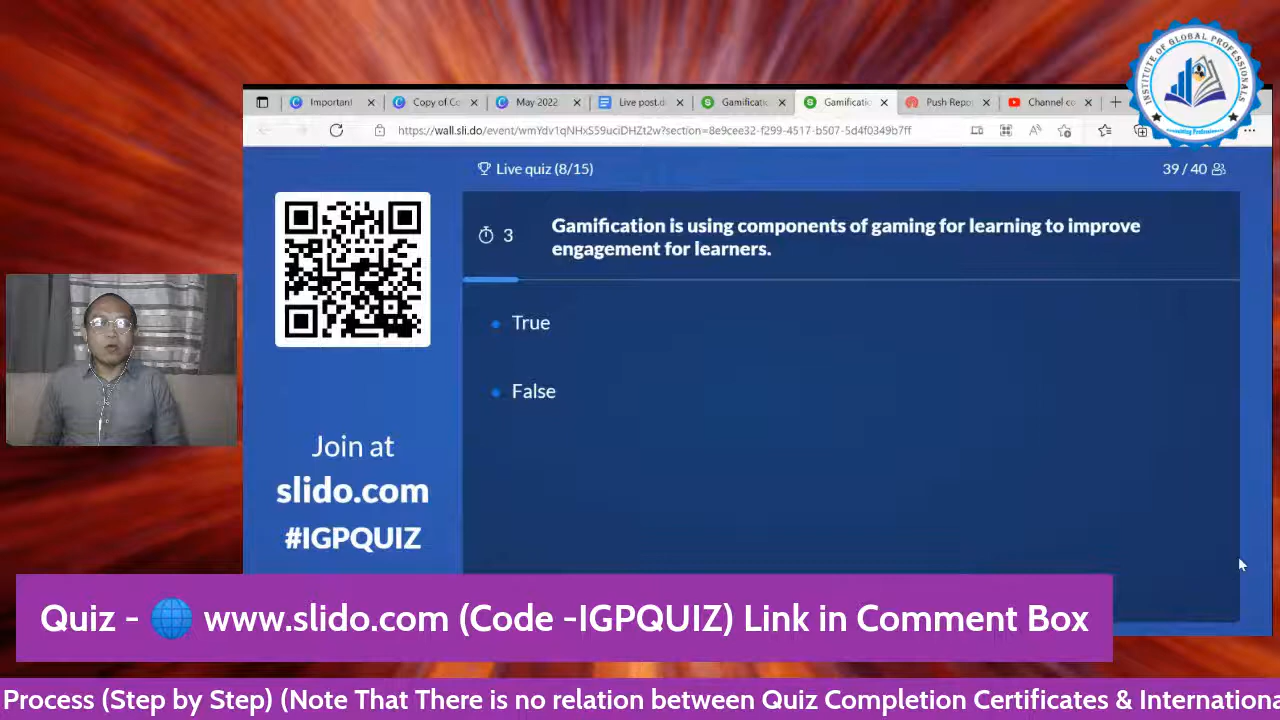 INSTITUTE OF GLOBAL PROFESSIONALS
Important
Copy of Co
May 2022
Live post.d
Gamificatio
Gamificatio
Push Repo
Channel co
https://wall.sli.do/event/wmYdv1qNHxS59uciDHZt2w?section=8e9cee32-f299-4517-b507-5d4f0349b7ff
Live quiz (8/15)
39 / 40
3
Gamification is using components of gaming for learning to improve
engagement for learners.
True
False
Join at
slido.com
#IGPQUIZ
Quiz - www.slido.com (Code -IGPQUIZ) Link in Comment Box
Process (Step by Step) (Note That There is no relation between Quiz Completion Certificates & Internationa